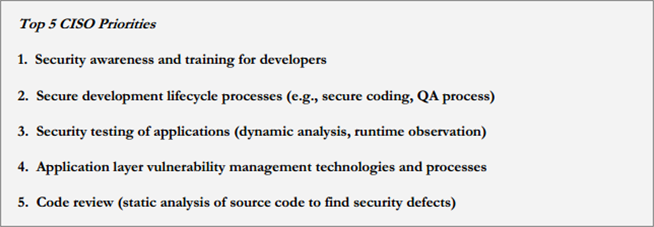 Top 5 CISO Priorities
1. Security awareness and training for developers
2. Secure development lifecycle processes (e.g., secure coding, QA process)
3. Security testing of applications (dynamic analysis, runtime observation)
4. Application layer vulnerability management technologies and processes
5. Code review (static analysis of source code to find security defects)